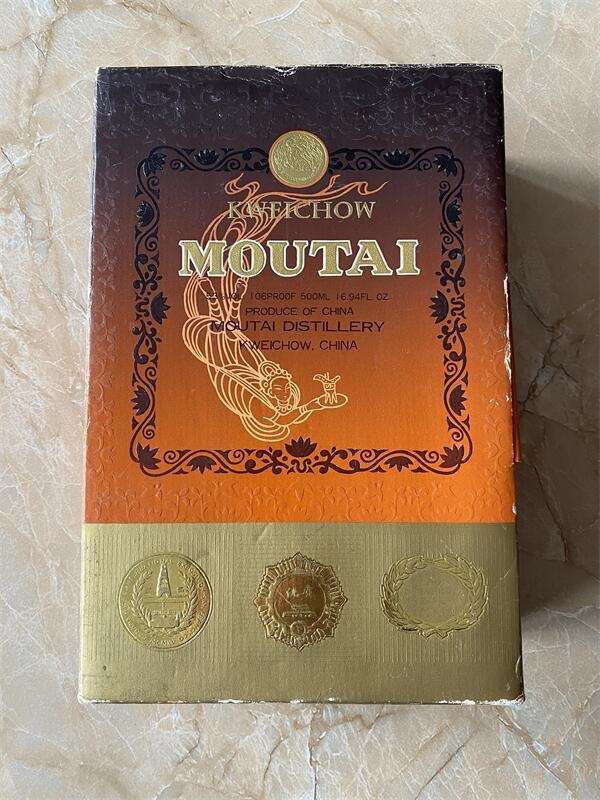 KWEICHOW
MOUTAI
106PROOF 500ML 16.94FL OZ
PRODUCE OF CHINA
MOUTAI DISTILLERY
KWEICHOW, CHINA